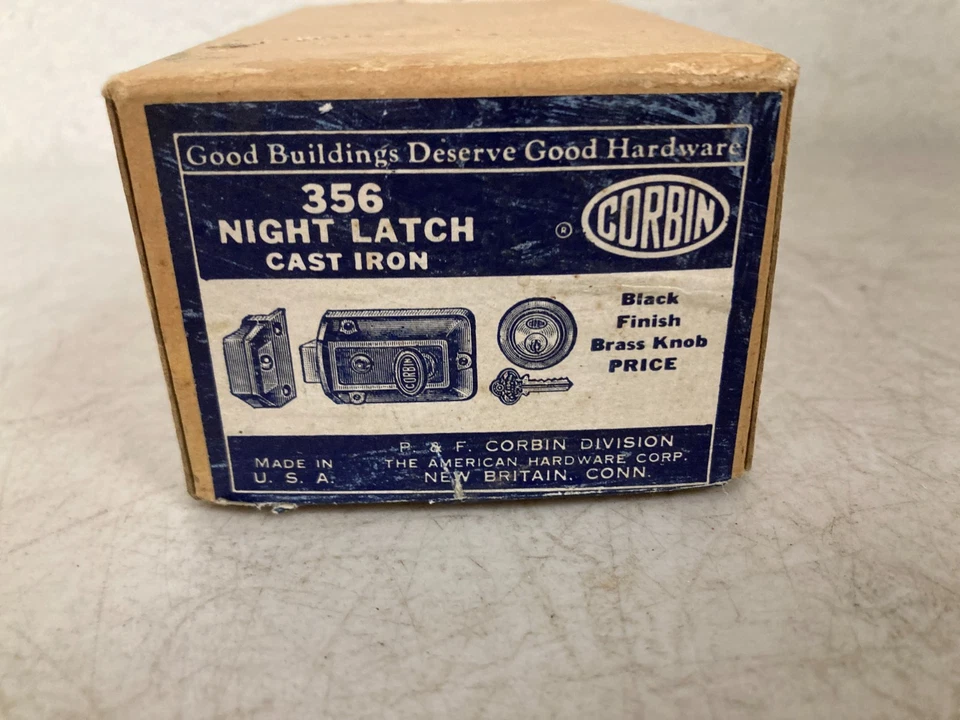 Good Buildings Deserve Good Hardware
356
NIGHT LATCH
CAST IRON
® CORBIN
Black
Finish
Brass Knob
PRICE
CORBIN
MADE IN
U. S. A.
P. & F. CORBIN DIVISION
THE AMERICAN HARDWARE CORP.
NEW BRITAIN, CONN.